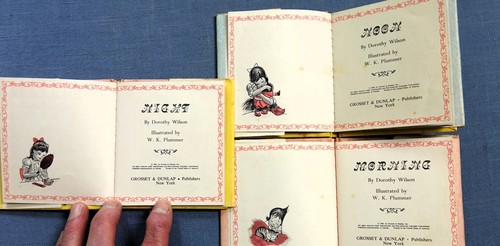 NOON
By Dorothy Wilson
Illustrated by
W. K. Plummer
GROSSET & DUNLAP • Publishers
New York
NIGHT
By Dorothy Wilson
Illustrated by
W. K. Plummer
GROSSET & DUNLAP • Publishers
New York
MORNING
By Dorothy Wilson
Illustrated by
W. K. Plummer
GROSSET & DUNLAP • Publishers
New York